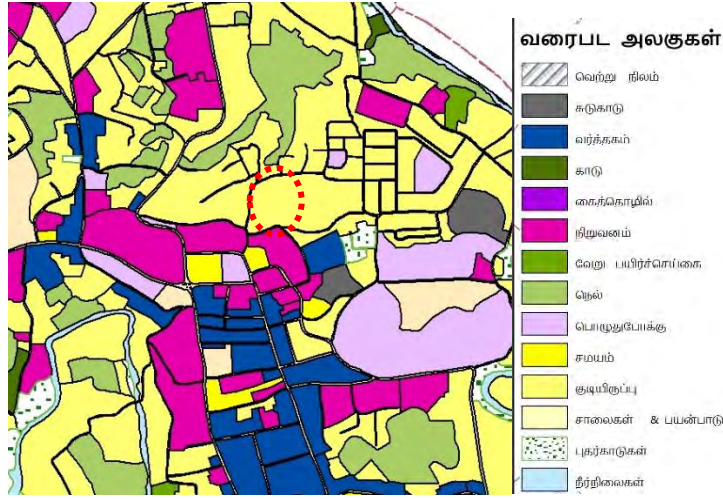 வரைபட அலகுகள்
வெற்று நிலம்
சுடுகாடு
வர்த்தகம்
காடு
கைத்தொழில்
நிறுவனம்
வேறு பயிர்ச்செய்கை
நெல்
பொழுதுபோக்கு
சமயம்
குடியிருப்பு
சாலைகள் & பயன்பாடு
புதர்காடுகள்
நீர்நிலைகள்